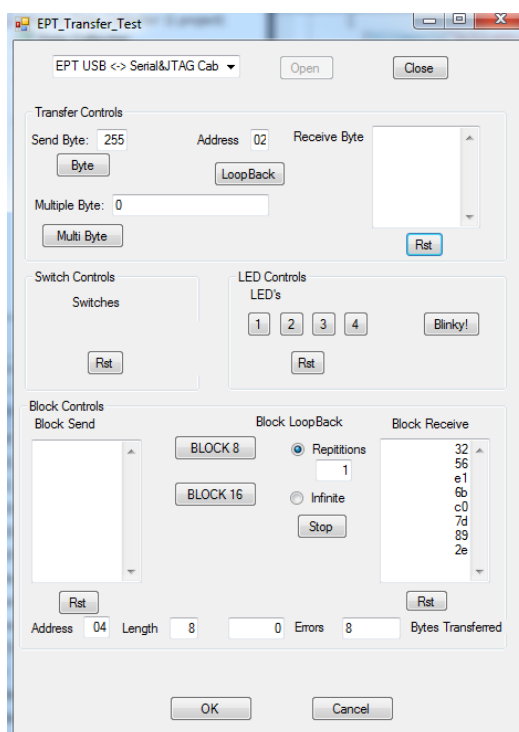 EPT_Transfer_Test
EPT USB <-> Serial&JTAG Cab
Open
Close
Transfer Controls
Send Byte: 255
Address 02
Receive Byte
Byte
LoopBack
Multiple Byte: 0
Multi Byte
Rst
Switch Controls
Switches
Rst
LED Controls
LED's
1 2 3 4
Blinky!
Rst
Block Controls
Block Send
Block LoopBack
Block Receive
BLOCK 8
Repititions
1
BLOCK 16
Infinite
Stop
32
56
e1
6b
c0
7d
89
2e
Rst
Rst
Address 04 Length 8 0 Errors 8 Bytes Transferred
OK
Cancel